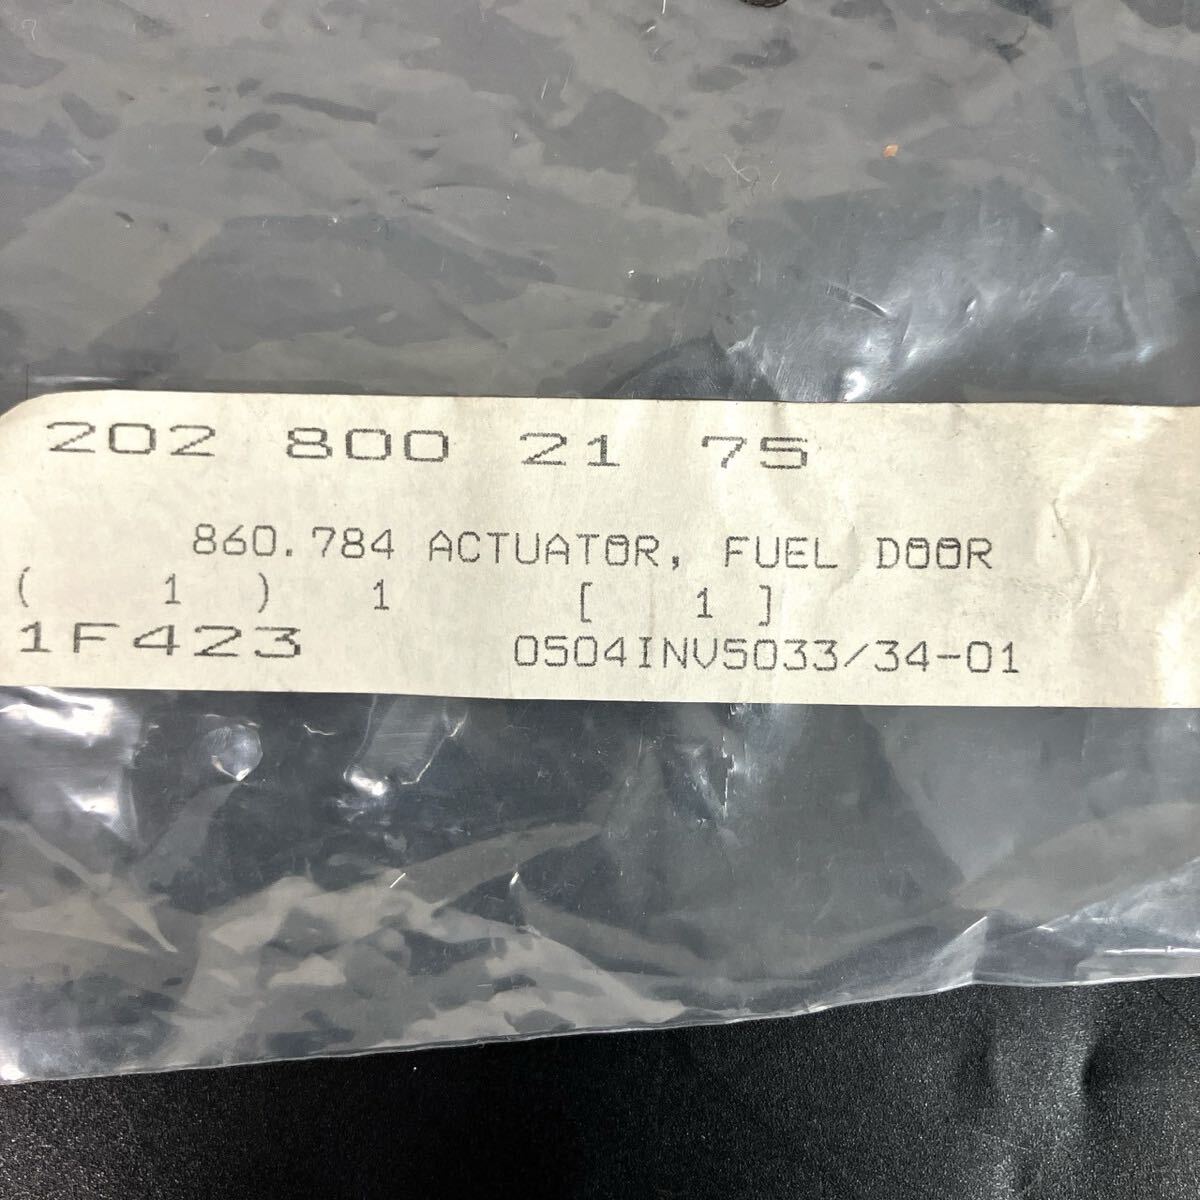 202 800 21 75
860.784 ACTUATOR, FUEL DOOR
( 1 ) 1 [ 1 ]
1F423 0504INV5033/34-01